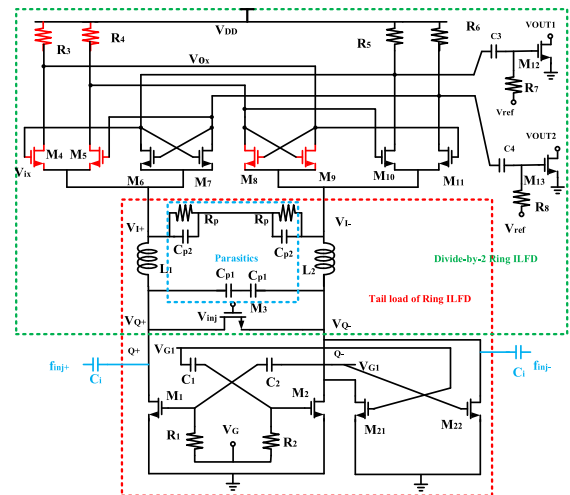 VOUT1
VDD
R3
R4
R5
R6
C3
M12
Vox
R7
Vref
VOUT2
C4
M4
M5
M6
M7
M8
M9
M10
M11
Vix
M13
R8
Vref
VI+
Rp
Rp
VI-
Cp2
Cp2
L1
Parasitics
L2
Divide-by-2 Ring ILFD
Cp1
Cp1
Tail load of Ring ILFD
Vinj
M3
VQ+
VQ-
Q+
VG1
Q-
VG1
finj+
finj-
Ci
C1
C2
Ci
M1
M2
M21
M22
R1
VG
R2